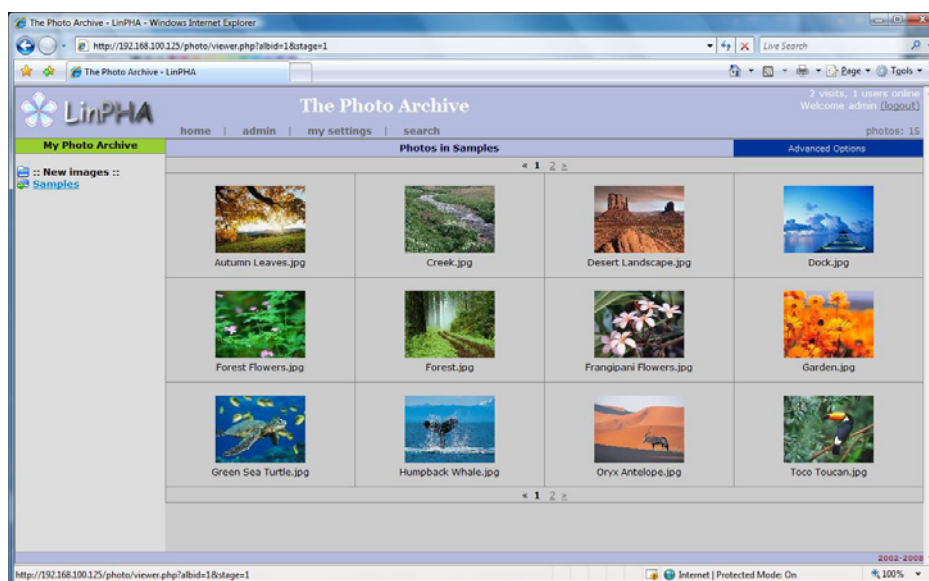 The Photo Archive - LinPHA - Windows Internet Explorer
http://192.168.100.125/photo/viewer.php?albid=1&stage=1
Live Search
The Photo Archive - LinPHA
Page
Tools
LinPHA
The Photo Archive
2 visits, 1 users online
Welcome admin (logout)
home | admin | my settings | search
photos: 15
My Photo Archive
Photos in Samples
Advanced Options
:: New images ::
Samples
« 1 2 ≥
Autumn Leaves.jpg Creek.jpg Desert Landscape.jpg Dock.jpg
Forest Flowers.jpg Forest.jpg Frangipani Flowers.jpg Garden.jpg
Green Sea Turtle.jpg Humpback Whale.jpg Oryx Antelope.jpg Toco Toucan.jpg
« 1 2 ≥
2002-2008
http://192.168.100.125/photo/viewer.php?albid=1&stage=1
Internet | Protected Mode: On
100%